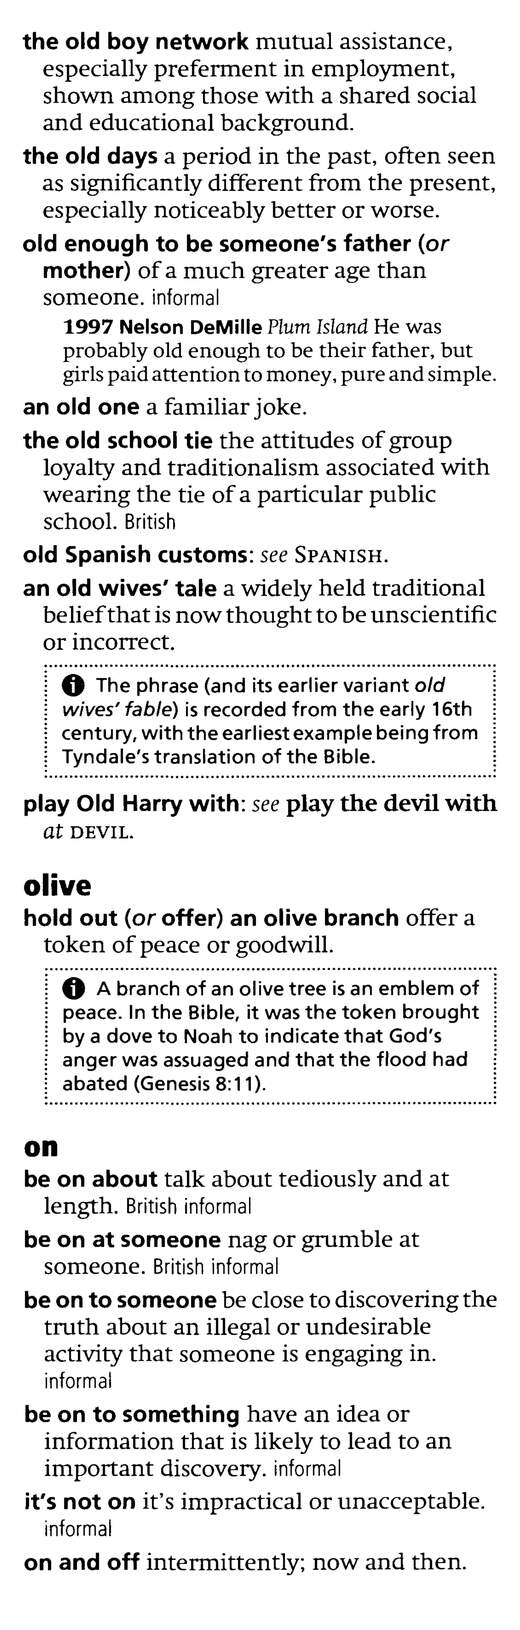 the old boy network mutual assistance,
especially preferment in employment,
shown among those with a shared social
and educational background.
the old days a period in the past, often seen
as significantly different from the present,
especially noticeably better or worse.
old enough to be someone's father (or
mother) of a much greater age than
someone. informal
1997 Nelson DeMille Plum Island He was
probably old enough to be their father, but
girls paid attention to money, pure and simple.
an old one a familiar joke.
the old school tie the attitudes of group
loyalty and traditionalism associated with
wearing the tie of a particular public
school. British
old Spanish customs: see SPANISH.
an old wives' tale a widely held traditional
belief that is now thought to be unscientific
or incorrect.
The phrase (and its earlier variant old
wives' fable) is recorded from the early 16th
century, with the earliest example being from
Tyndale's translation of the Bible.
play Old Harry with: see play the devil with
at DEVIL.
olive
hold out (or offer) an olive branch offer a
token of peace or goodwill.
A branch of an olive tree is an emblem of
peace. In the Bible, it was the token brought
by a dove to Noah to indicate that God's
anger was assuaged and that the flood had
abated (Genesis 8:11).
on
be on about talk about tediously and at
length. British informal
be on at someone nag or grumble at
someone. British informal
be on to someone be close to discovering the
truth about an illegal or undesirable
activity that someone is engaging in.
informal
be on to something have an idea or
information that is likely to lead to an
important discovery. informal
it's not on it's impractical or unacceptable.
informal
on and off intermittently; now and then.